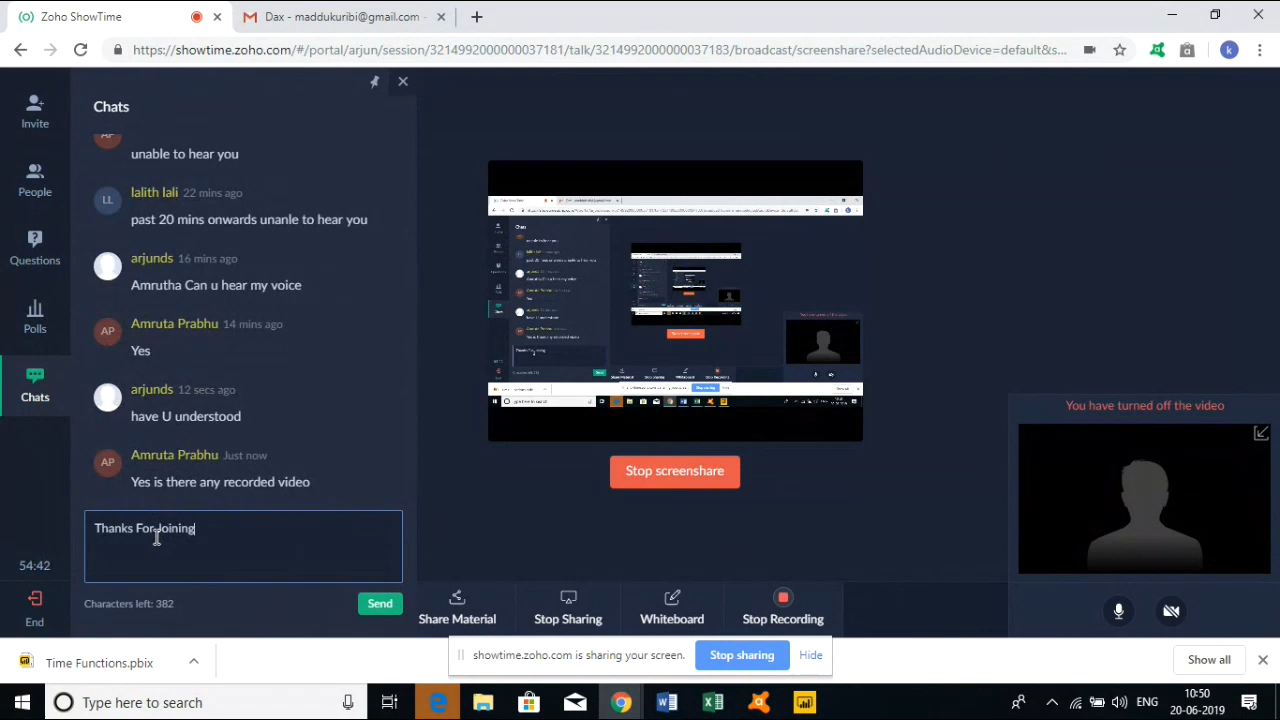 Zoho ShowTime
Dax - maddukuribi@gmail.com -
https://showtime.zoho.com/#/portal/arjun/session/3214992000000037181/talk/3214992000000037183/broadcast/screenshare?selectedAudioDevice=default&s...
k
Chats
Invite
People
Questions
Polls
ats
AP
unable to hear you
LL
lalith lali 22 mins ago
past 20 mins onwards unanle to hear you
arjunds 16 mins ago
Amrutha Can u hear my voice
AP
Amruta Prabhu 14 mins ago
Yes
arjunds 12 secs ago
have U understood
AP
Amruta Prabhu Just now
Yes is there any recorded video
Thanks For Joining
Characters left: 382
Send
54:42
End
Stop screenshare
You have turned off the video
Share Material
Stop Sharing
Whiteboard
Stop Recording
showtime.zoho.com is sharing your screen.
Stop sharing
Hide
Time Functions.pbix
Show all
Type here to search
ENG
10:50
20-06-2019